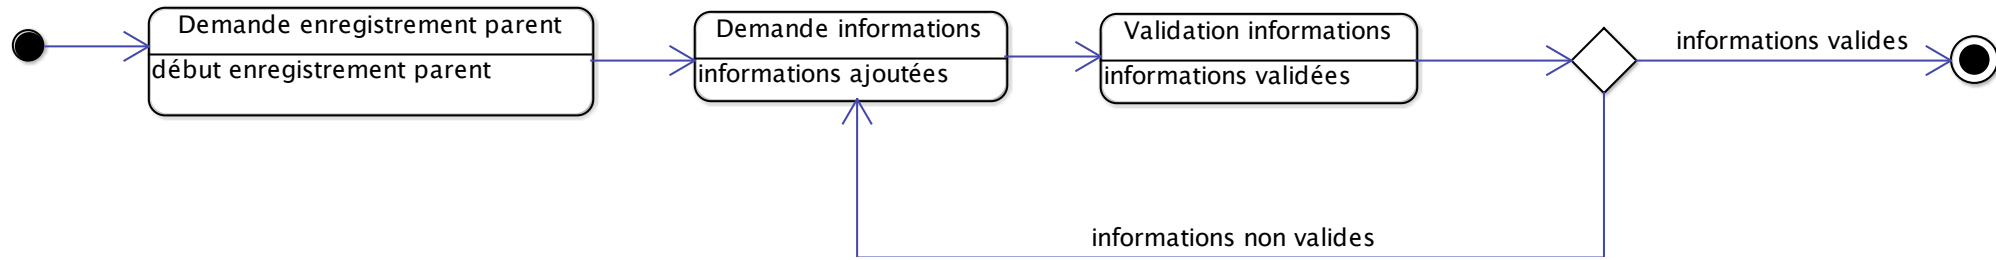 Demande enregistrement parent
début enregistrement parent
Demande informations
informations ajoutées
Validation informations
informations validées
informations valides
informations non valides